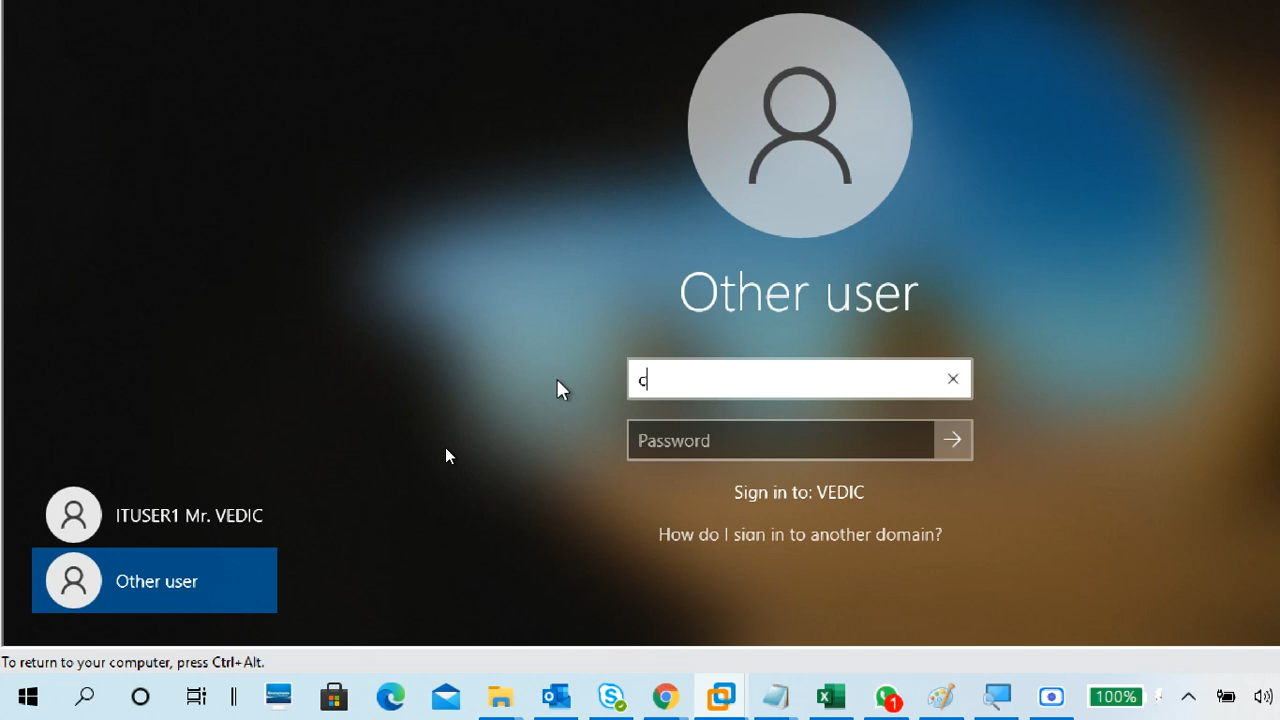 Other user
c
Password
Sign in to: VEDIC
How do I sign in to another domain?
ITUSER1 Mr. VEDIC
Other user
To return to your computer, press Ctrl+Alt.
100%
1